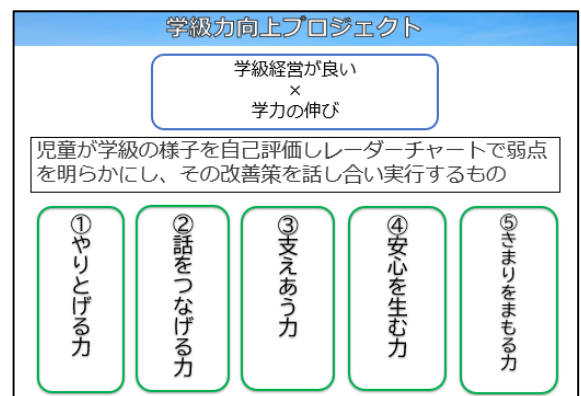 学級力向上プロジェクト
学級経営が良い
×
学力の伸び
児童が学級の様子を自己評価しレーダーチャートで弱点
を明らかにし、その改善策を話し合い実行するもの
①やりとげる力
②話をつなげる力
③支えあう力
④安心を生む力
⑤きまりをまもる力